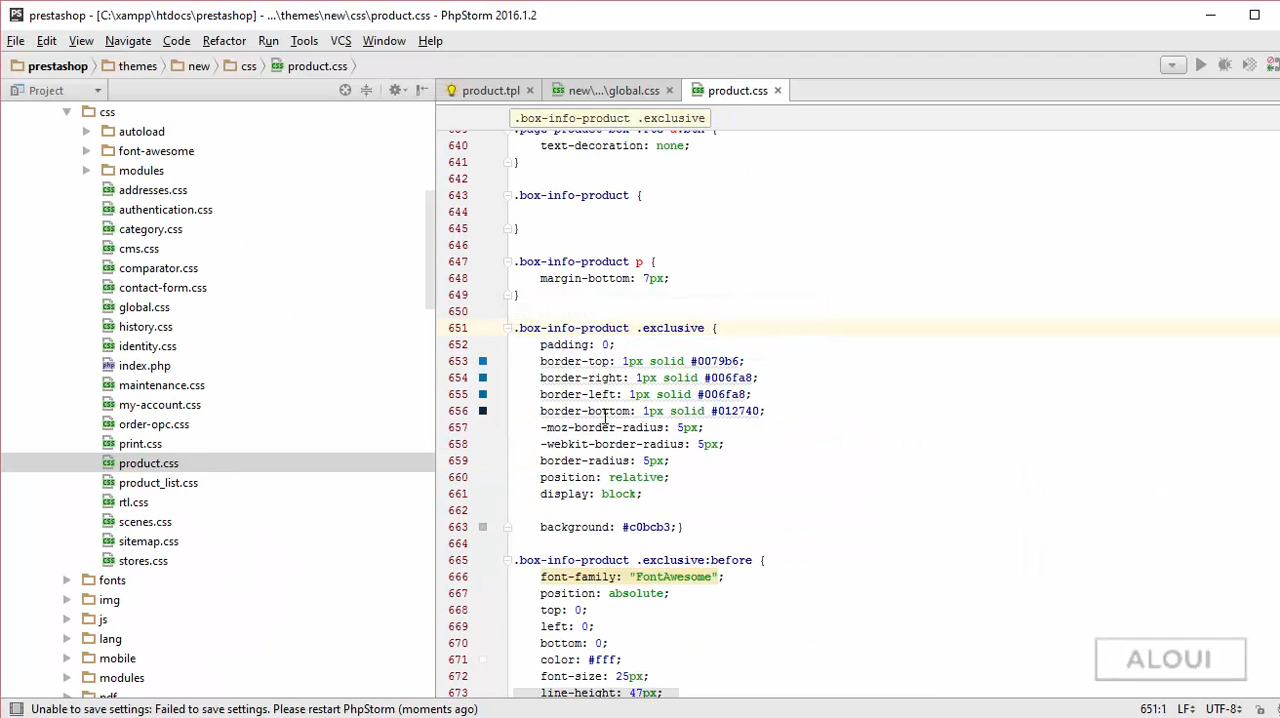 prestashop - [C:\xampp\htdocs\prestashop] - ...\themes\new\css\product.css - PhpStorm 2016.1.2
File Edit View Navigate Code Refactor Run Tools VCS Window Help
prestashop themes new css product.css
Project
product.tpl new\...\global.css product.css
.box-info-product .exclusive
css
autoload
font-awesome
modules
addresses.css
authentication.css
category.css
cms.css
comparator.css
contact-form.css
global.css
history.css
identity.css
index.php
maintenance.css
my-account.css
order-opc.css
print.css
product.css
product_list.css
rtl.css
scenes.css
sitemap.css
stores.css
fonts
img
js
lang
mobile
modules
640 text-decoration: none;
641 }
642
643 .box-info-product {
644
645 }
646
647 .box-info-product p {
648 margin-bottom: 7px;
649 }
650
651 .box-info-product .exclusive {
652 padding: 0;
653 border-top: 1px solid #0079b6;
654 border-right: 1px solid #006fa8;
655 border-left: 1px solid #006fa8;
656 border-bottom: 1px solid #012740;
657 -moz-border-radius: 5px;
658 -webkit-border-radius: 5px;
659 border-radius: 5px;
660 position: relative;
661 display: block;
662
663 background: #c0bcb3;}
664
665 .box-info-product .exclusive:before {
666 font-family: "FontAwesome";
667 position: absolute;
668 top: 0;
669 left: 0;
670 bottom: 0;
671 color: #fff;
672 font-size: 25px;
673 line-height: 47px;
ALOUI
Unable to save settings: Failed to save settings. Please restart PhpStorm (moments ago) 651:1 LF UTF-8